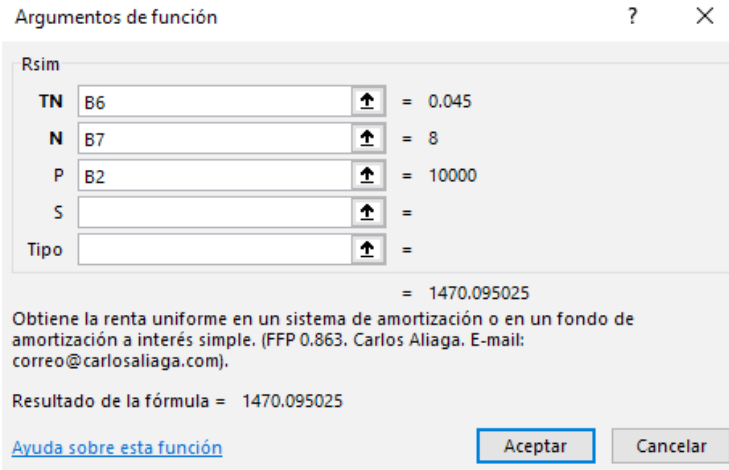 Argumentos de función ? ×
Rsim
TN B6 = 0.045
N B7 = 8
P B2 = 10000
S =
Tipo =
= 1470.095025
Obtiene la renta uniforme en un sistema de amortización o en un fondo de
amortización a interés simple. (FFP 0.863. Carlos Aliaga. E-mail:
correo@carlosaliaga.com).
Resultado de la fórmula = 1470.095025
Ayuda sobre esta función Aceptar Cancelar